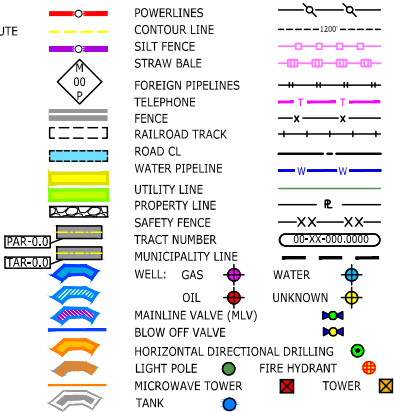 POWERLINES
UTE CONTOUR LINE 1200'
SILT FENCE
STRAW BALE
M
00
P
FOREIGN PIPELINES
TELEPHONE T T
FENCE X X
RAILROAD TRACK
ROAD CL
WATER PIPELINE W W
UTILITY LINE
PROPERTY LINE PL
SAFETY FENCE XX XX
PAR-0.0 TRACT NUMBER 00-XX-000.0000
TAR-0.0 MUNICIPALITY LINE
WELL: GAS WATER
OIL UNKNOWN
MAINLINE VALVE (MLV)
BLOW OFF VALVE
HORIZONTAL DIRECTIONAL DRILLING
LIGHT POLE FIRE HYDRANT
MICROWAVE TOWER TOWER
TANK